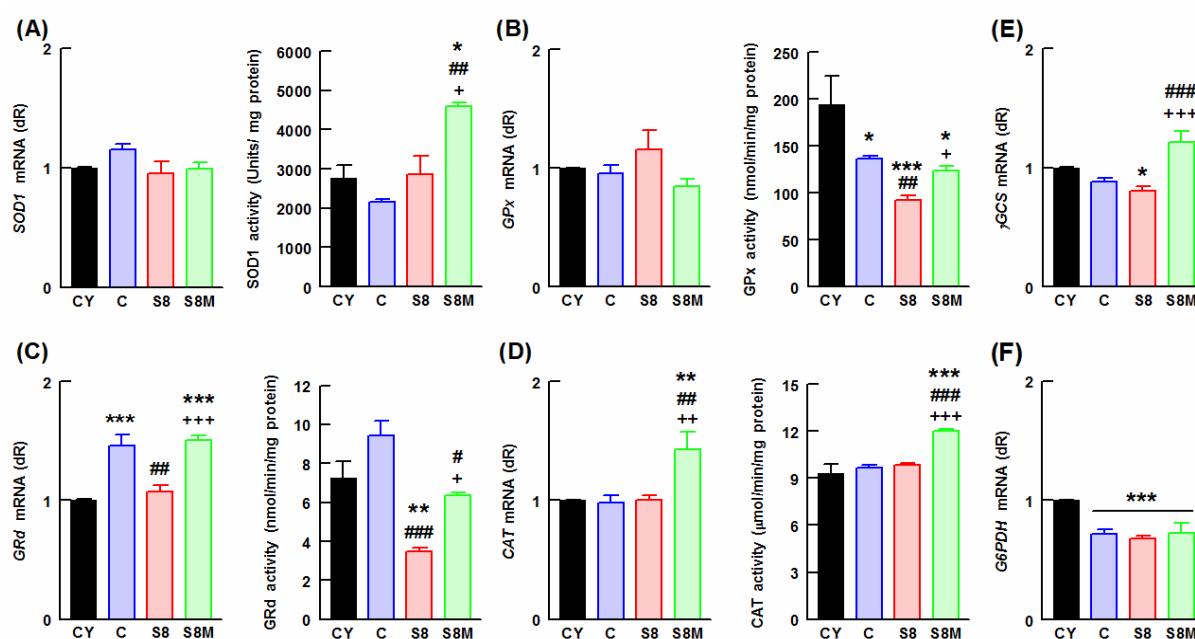 (A)
2
1
0
SOD1 mRNA (dR)
CY C S8 S8M
6000
5000
4000
3000
2000
1000
0
SOD1 activity (Units/ mg protein)
*
##
+
CY C S8 S8M
(B)
2
1
0
GPx mRNA (dR)
CY C S8 S8M
250
200
150
100
50
0
GPx activity (nmol/min/mg protein)
*
***
##
*
+
CY C S8 S8M
(E)
2
1
0
γGCS mRNA (dR)
*
###
+++
CY C S8 S8M
(C)
2
1
0
GRd mRNA (dR)
***
##
***
+++
CY C S8 S8M
12
10
8
6
4
2
0
GRd activity (nmol/min/mg protein)
**
###
#
+
CY C S8 S8M
(D)
2
1
0
CAT mRNA (dR)
**
##
++
CY C S8 S8M
15
12
9
6
3
0
CAT activity (μmol/min/mg protein)
***
###
+++
CY C S8 S8M
(F)
2
1
0
G6PDH mRNA (dR)
***
CY C S8 S8M